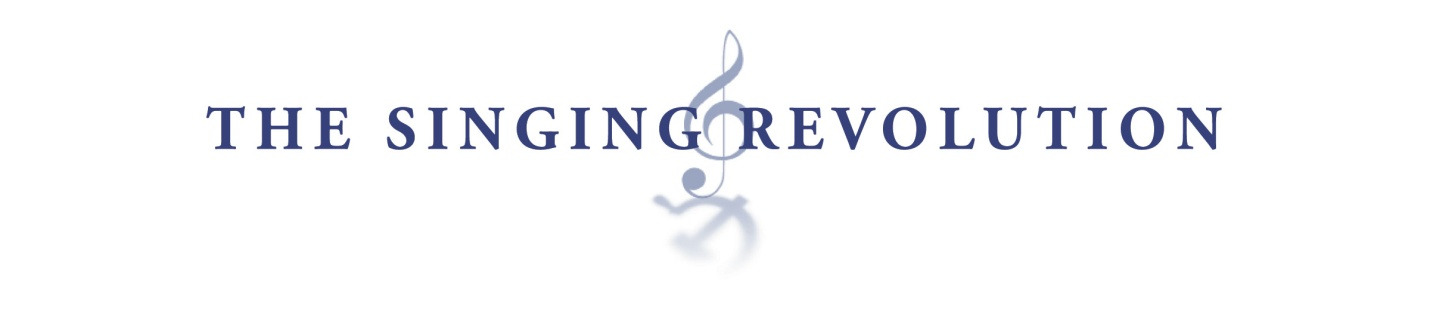 THE SINGING REVOLUTION